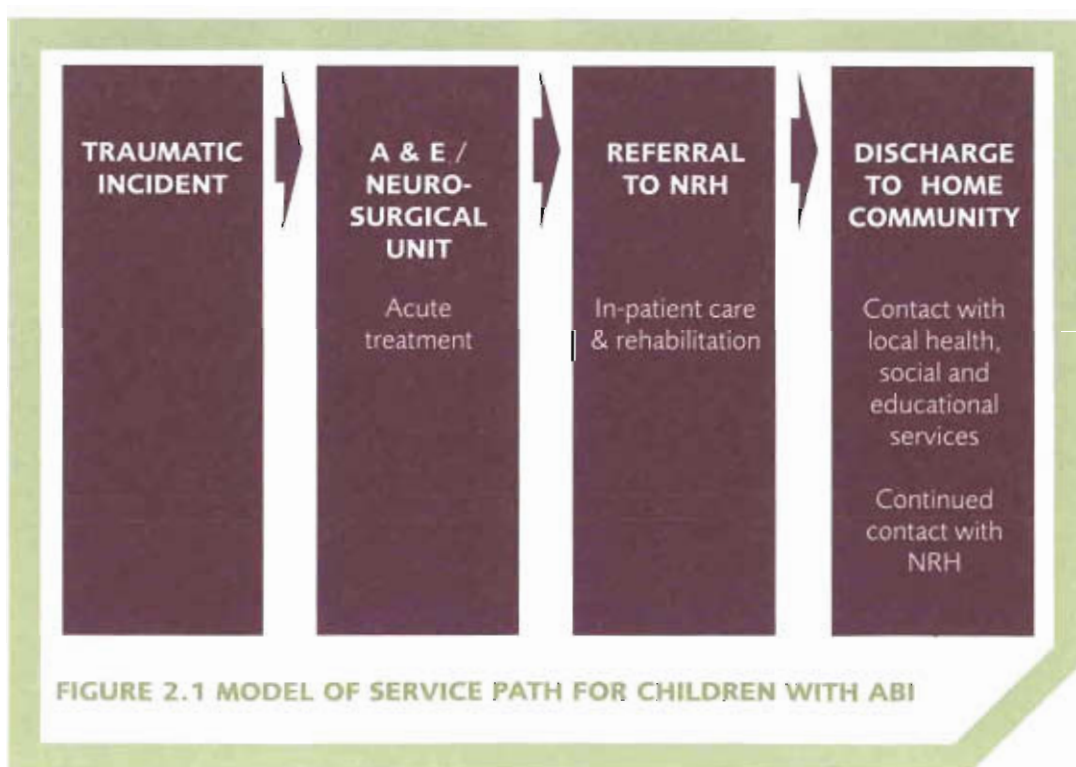 TRAUMATIC
INCIDENT
A & E /
NEURO-
SURGICAL
UNIT
Acute
treatment
REFERRAL
TO NRH
In-patient care
& rehabilitation
DISCHARGE
TO HOME
COMMUNITY
Contact with
local health,
social and
educational
services
Continued
contact with
NRH
FIGURE 2.1 MODEL OF SERVICE PATH FOR CHILDREN WITH ABI